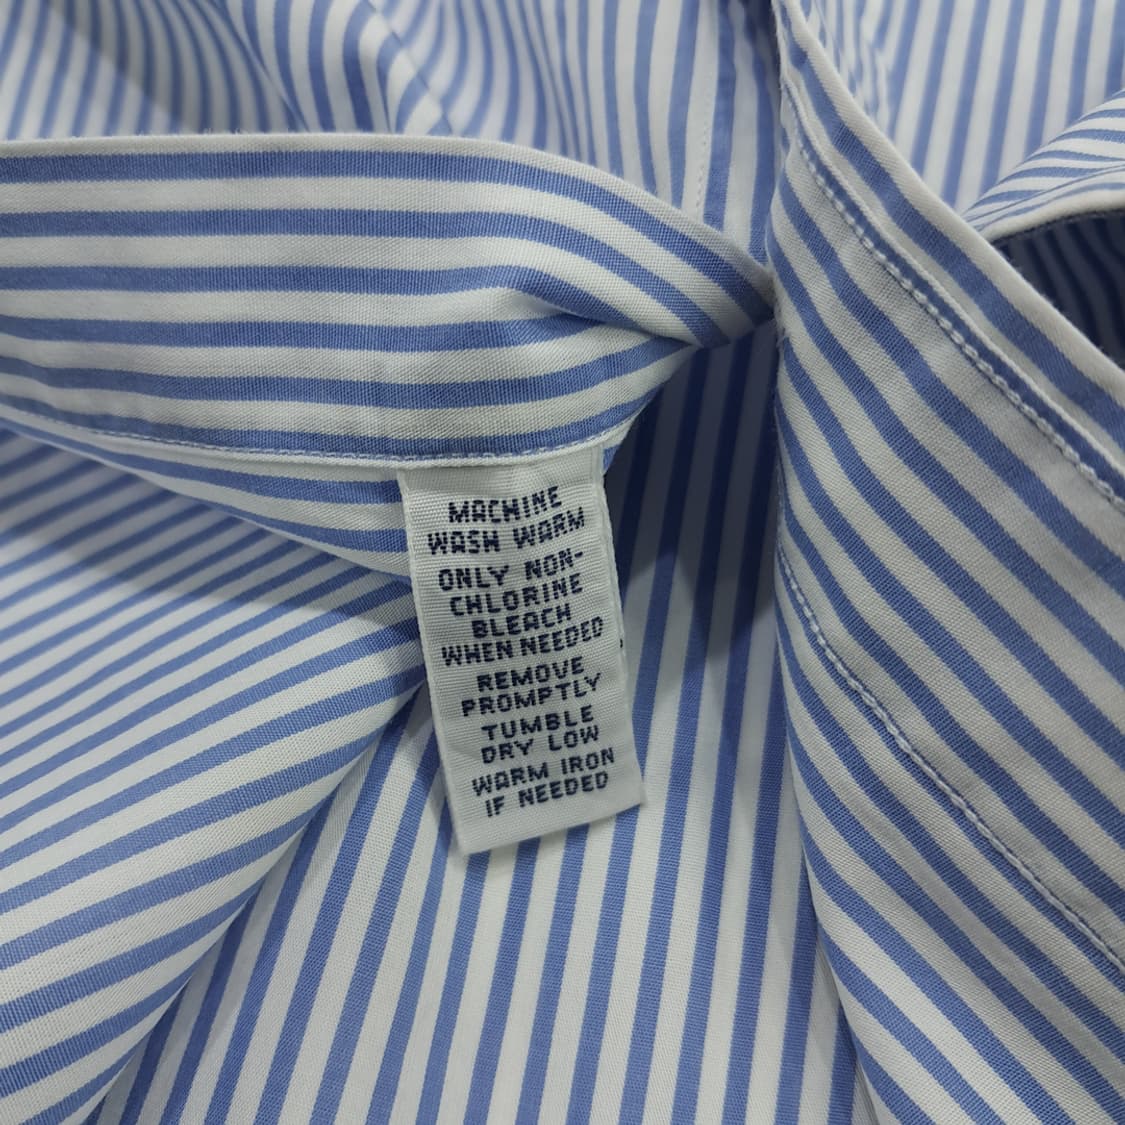 MACHINE
WASH WARM
ONLY NON-
CHLORINE
BLEACH
WHEN NEEDED
REMOVE
PROMPTLY
TUMBLE
DRY LOW
WARM IRON
IF NEEDED